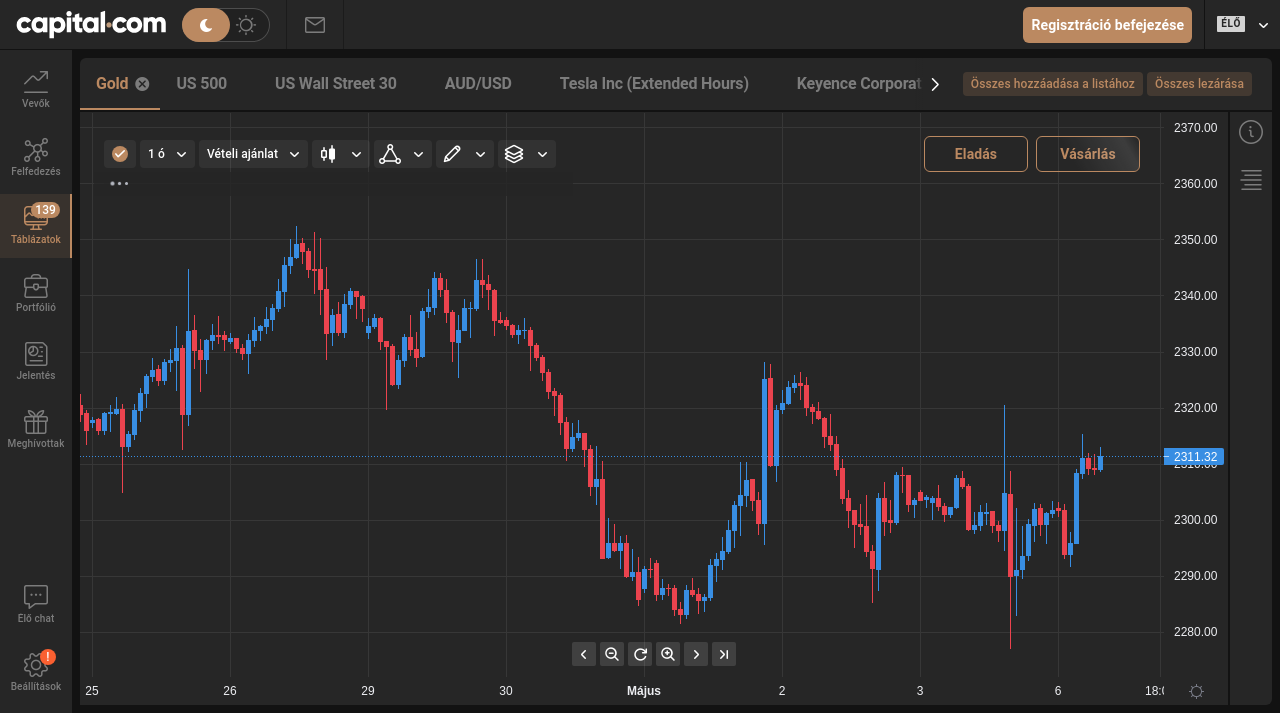 capital.com
Regisztráció befejezése
ÉLŐ
Vevők
Felfedezés
139
Táblázatok
Portfólió
Jelentés
Meghívottak
Elő chat
!
Beállítások
Gold
US 500
US Wall Street 30
AUD/USD
Tesla Inc (Extended Hours)
Keyence Corporat
Összes hozzáadása a listához
Összes lezárása
1 ó
Vételi ajánlat
Eladás
Vásárlás
2370.00
2360.00
2350.00
2340.00
2330.00
2320.00
2311.32
2310.00
2300.00
2290.00
2280.00
25
26
29
30
Május
2
3
6
18:0